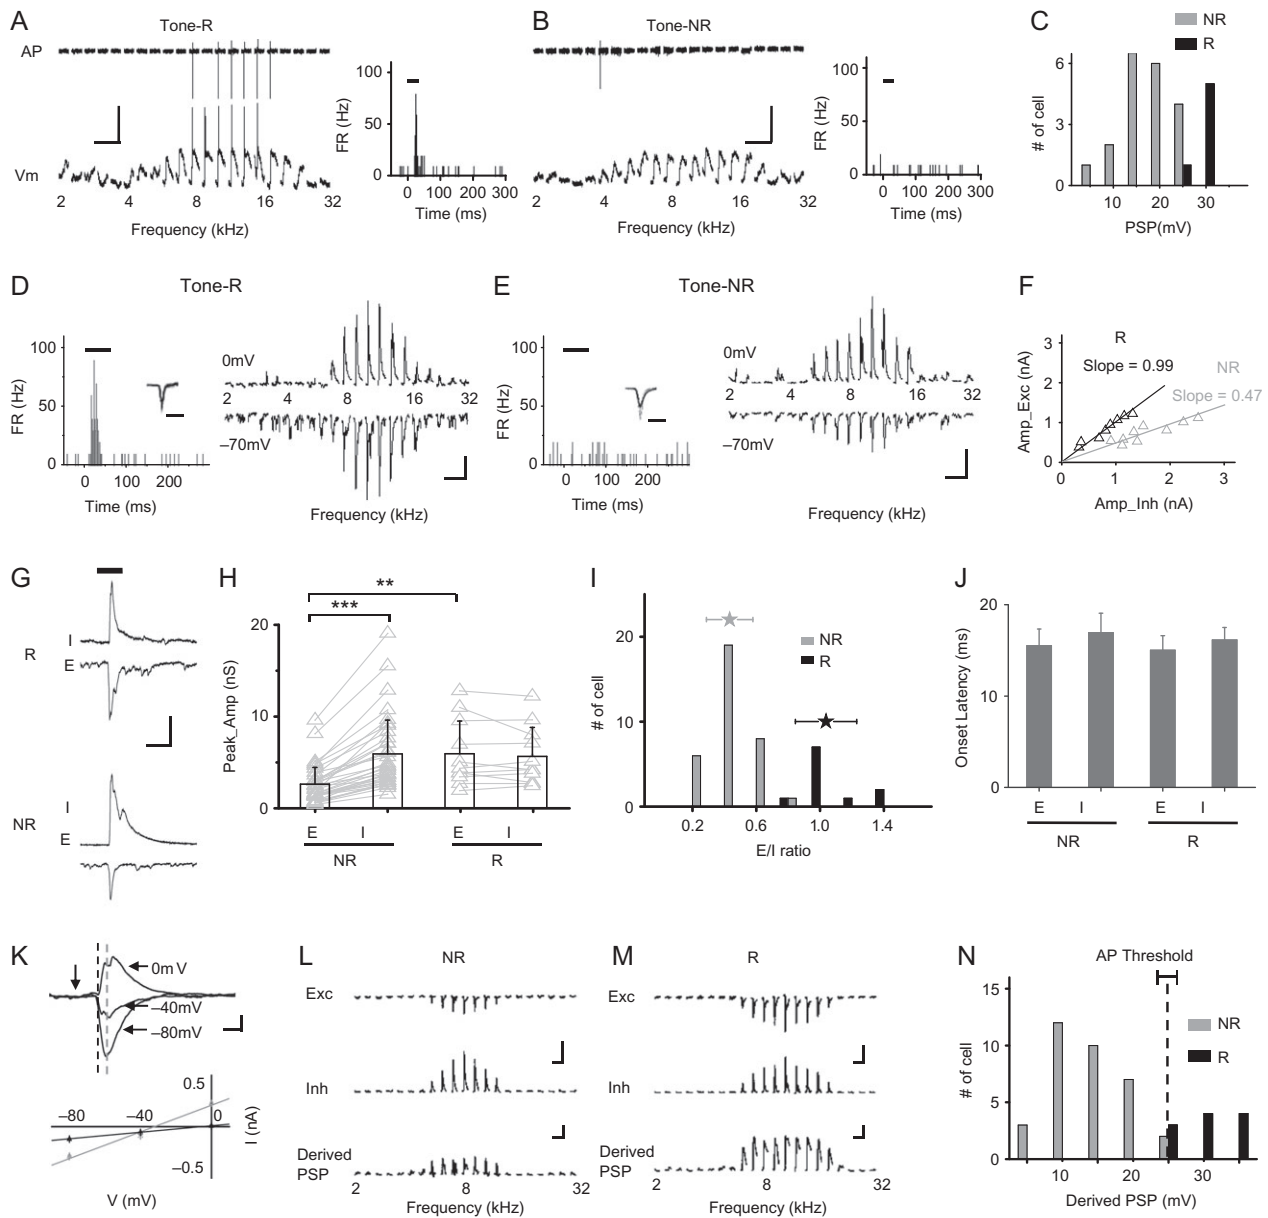 A
Tone-R
AP
Vm
2 4 8 16 32
Frequency (kHz)
100
50
0
FR (Hz)
0 100 200 300
Time (ms)
B
Tone-NR
2 4 8 16 32
Frequency (kHz)
100
50
0
FR (Hz)
0 100 200 300
Time (ms)
C
NR
R
6
3
0
# of cell
10 20 30
PSP(mV)
D
Tone-R
100
50
0
FR (Hz)
0 100 200
Time (ms)
0mV
2 4 8 16 32
–70mV
Frequency (kHz)
E
Tone-NR
100
50
0
FR (Hz)
0 100 200
Time (ms)
0mV
2 4 8 16 32
–70mV
Frequency (kHz)
F
3
2
1
0
Amp_Exc (nA)
R
Slope = 0.99
NR
Slope = 0.47
0 1 2 3
Amp_Inh (nA)
G
R
I
E
NR
I
E
H
**
***
20
10
0
Peak_Amp (nS)
E I E I
NR R
I
20
10
0
# of cell
NR
R
0.2 0.6 1.0 1.4
E/I ratio
J
20
10
0
Onset Latency (ms)
E I E I
NR R
K
0mV
–40mV
–80mV
0.5
–80 –40 0
–0.5
I (nA)
V (mV)
L
NR
Exc
Inh
Derived
PSP
2 8 32
Frequency (kHz)
M
R
Exc
Inh
Derived
PSP
2 8 32
Frequency (kHz)
N
AP Threshold
15
10
5
0
# of cell
NR
R
10 20 30
Derived PSP (mV)